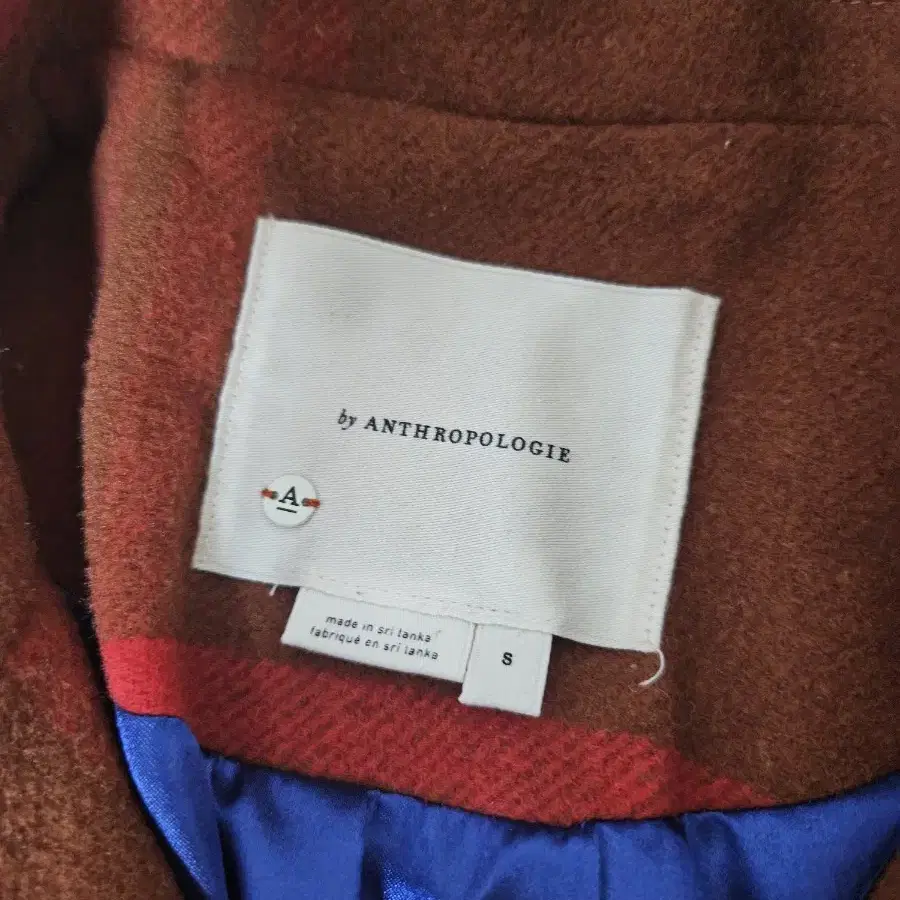 by ANTHROPOLOGIE
A
made in sri lanka
fabriqué en sri lanka
S